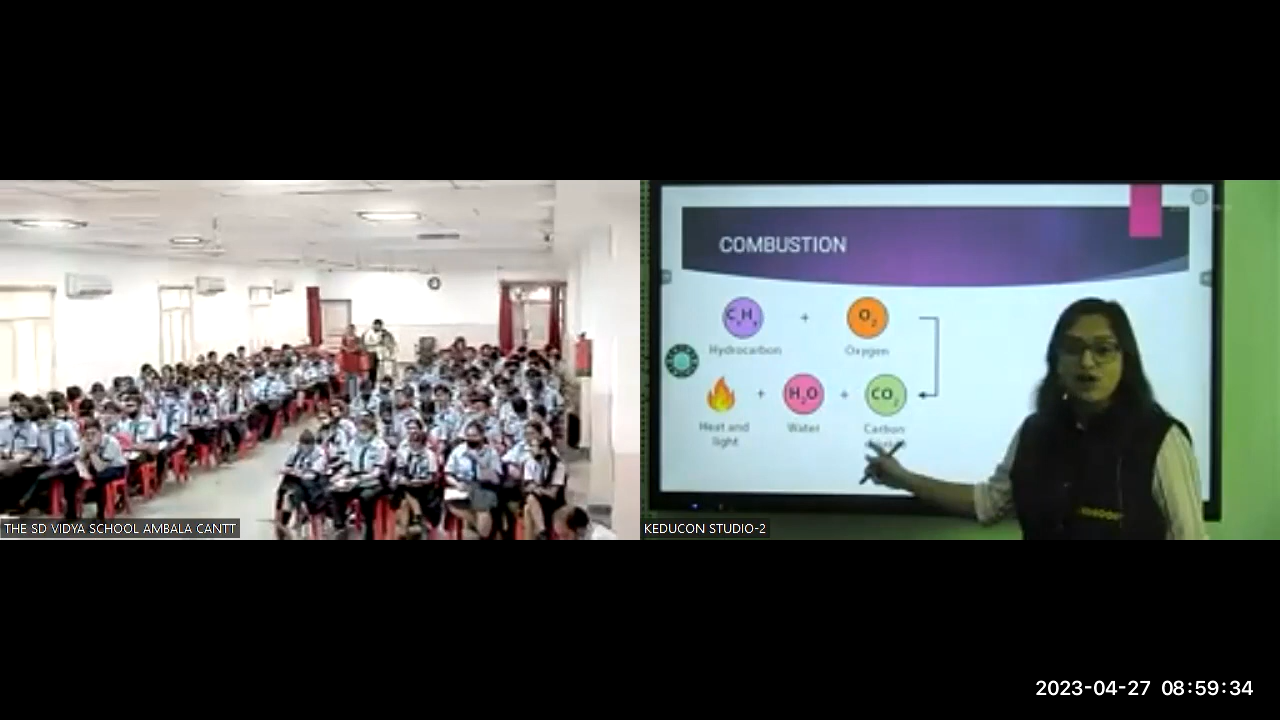 COMBUSTION
CxHy
+
O2
Hydrocarbon
Oxygen
+
H2O
+
CO2
Heat and
light
Water
Carbon
THE SD VIDYA SCHOOL AMBALA CANTT
KEDUCON STUDIO-2
2023-04-27 08:59:34